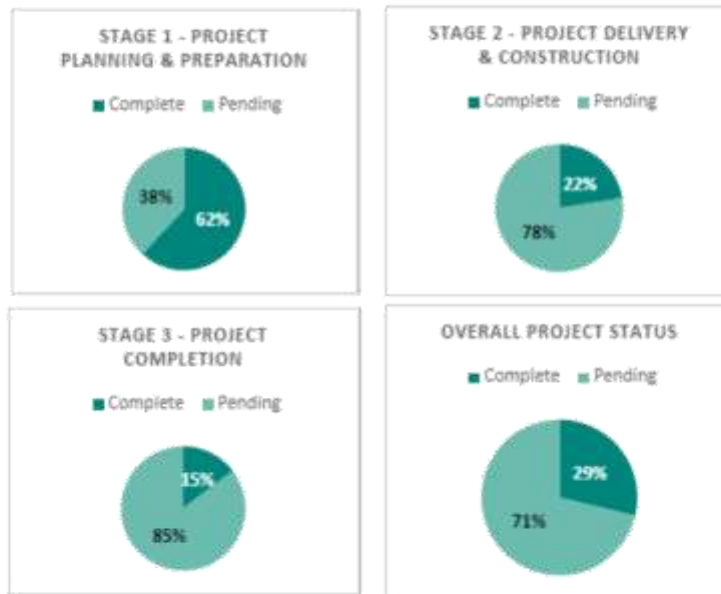 STAGE 1 - PROJECT
PLANNING & PREPARATION
Complete Pending
38%
62%
STAGE 2 - PROJECT DELIVERY
& CONSTRUCTION
Complete Pending
22%
78%
STAGE 3 - PROJECT
COMPLETION
Complete Pending
15%
85%
OVERALL PROJECT STATUS
Complete Pending
29%
71%